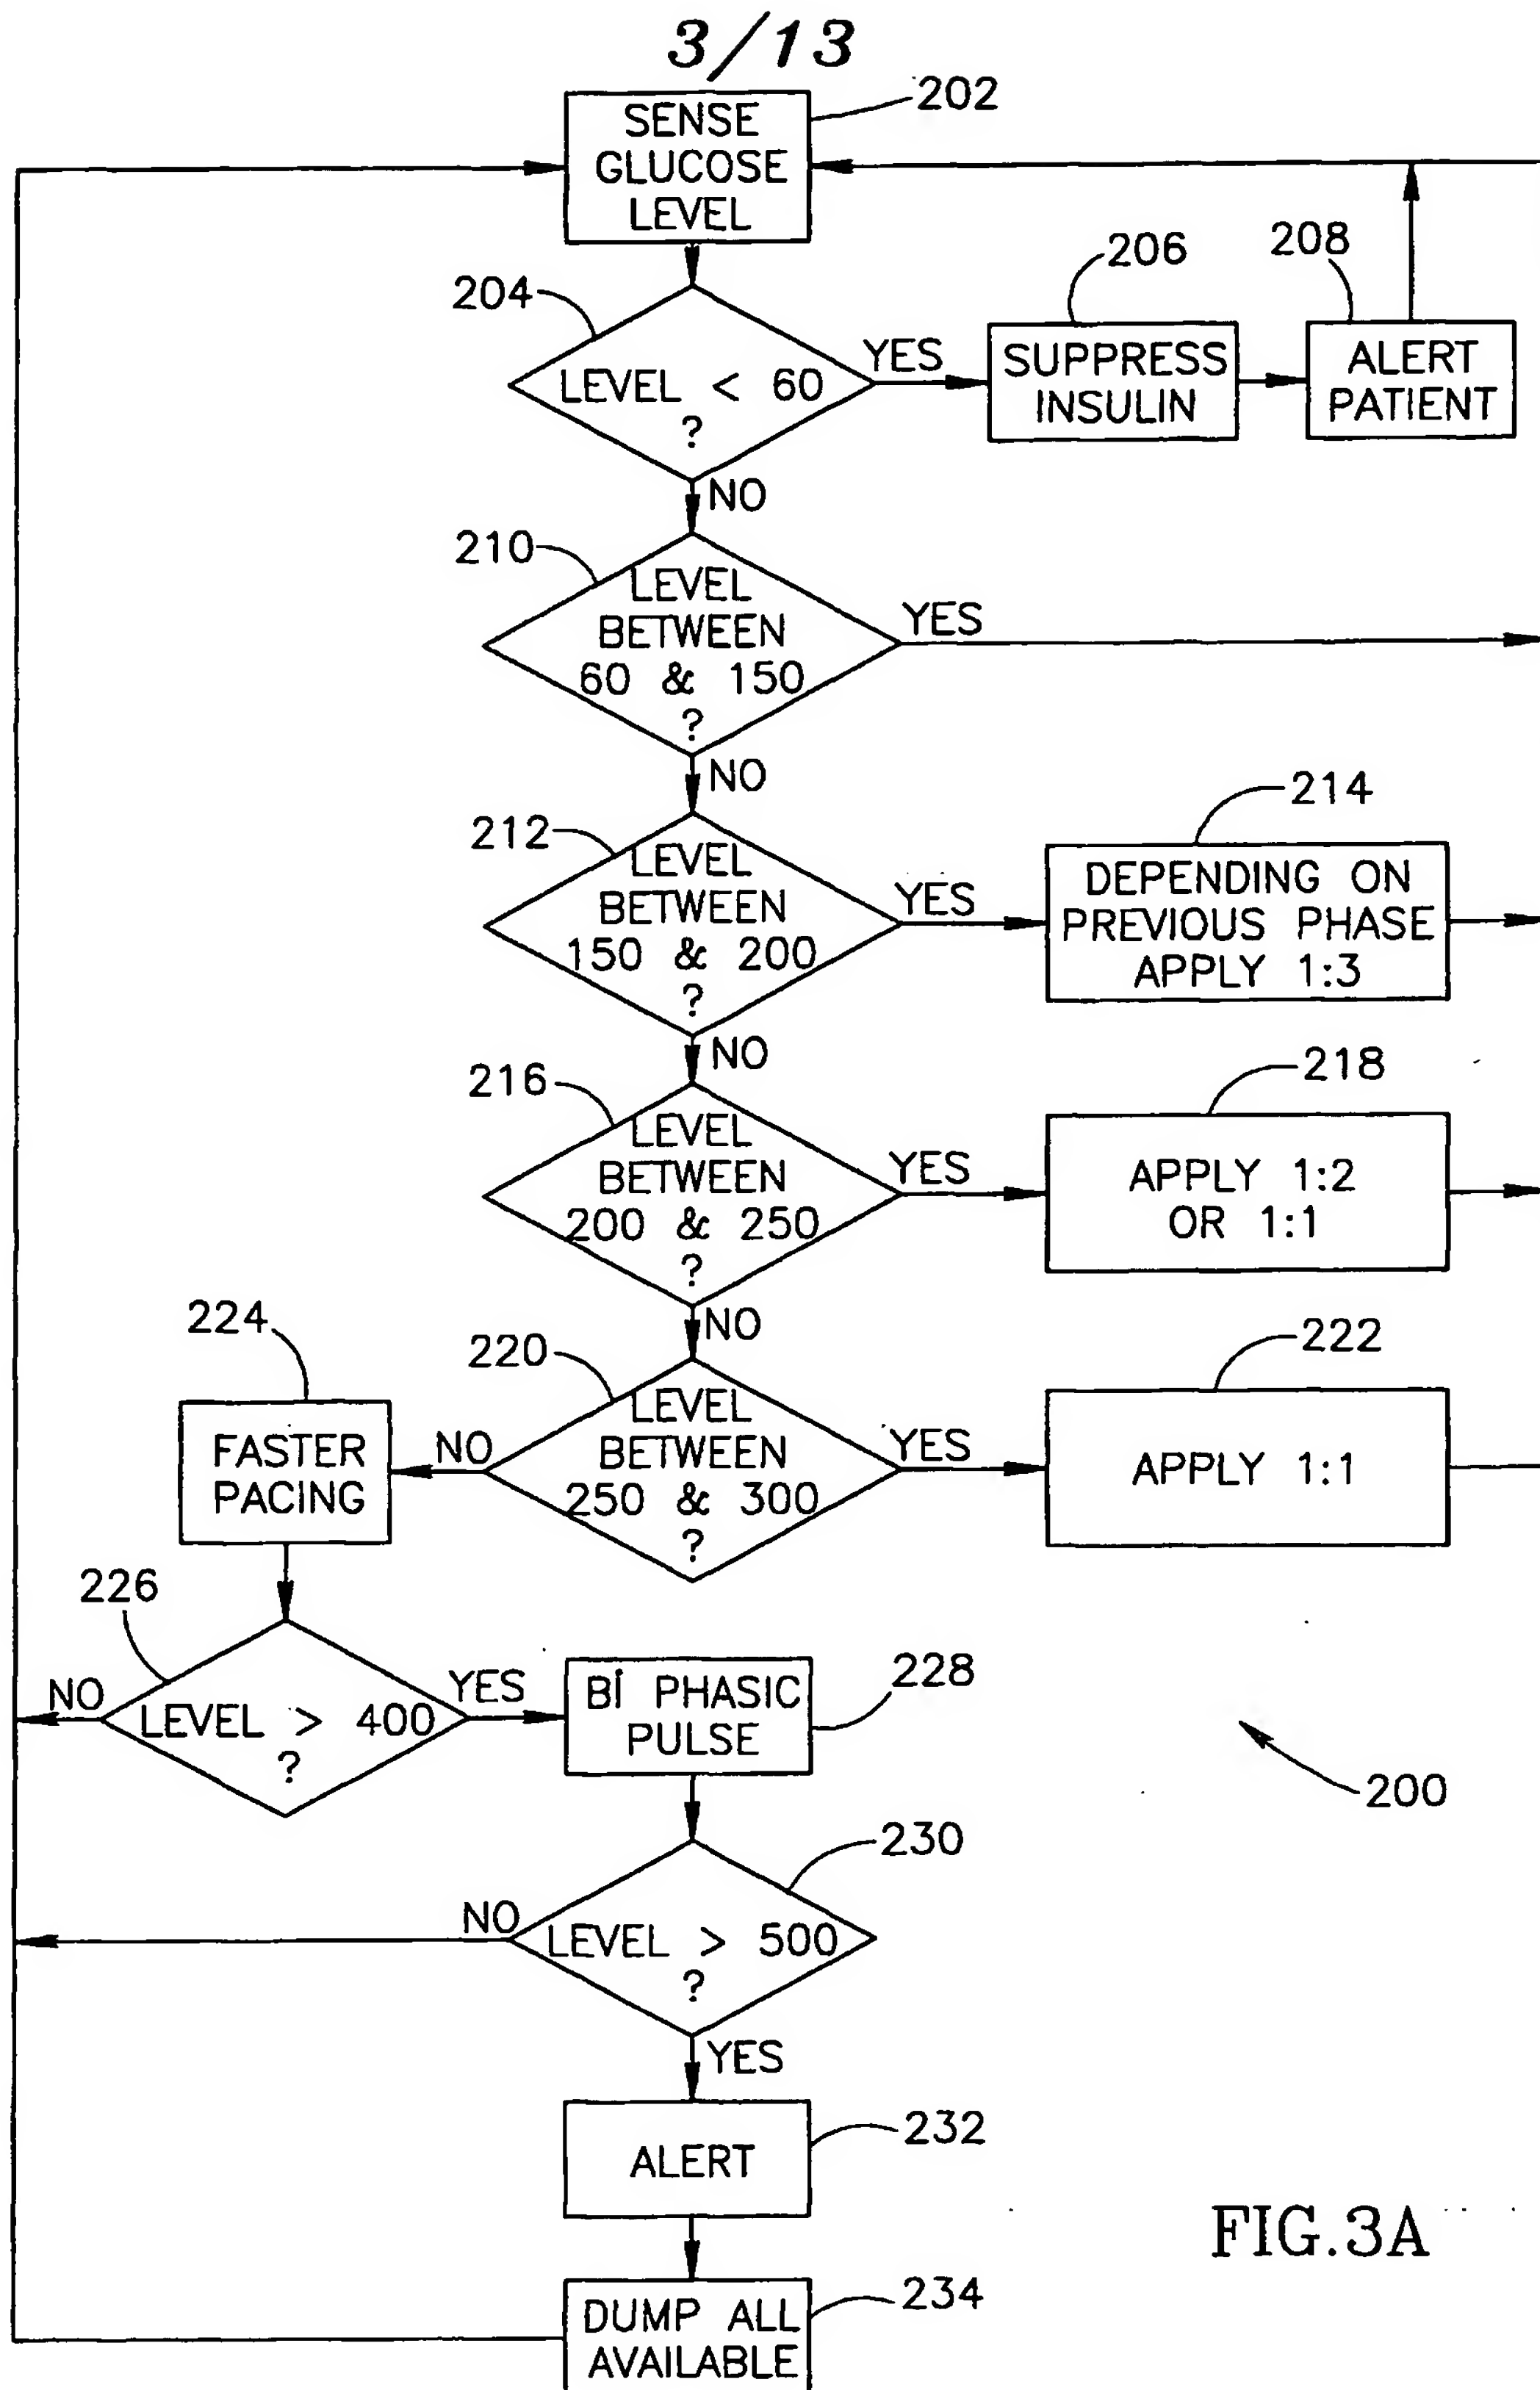 3/13
202
SENSE
GLUCOSE
LEVEL
204
LEVEL < 60
?
YES
206
SUPPRESS
INSULIN
208
ALERT
PATIENT
NO
210
LEVEL
BETWEEN
60 & 150
?
YES
NO
212
LEVEL
BETWEEN
150 & 200
?
YES
214
DEPENDING ON
PREVIOUS PHASE
APPLY 1:3
NO
216
LEVEL
BETWEEN
200 & 250
?
YES
218
APPLY 1:2
OR 1:1
NO
220
LEVEL
BETWEEN
250 & 300
?
YES
222
APPLY 1:1
NO
224
FASTER
PACING
226
LEVEL > 400
?
NO
YES
228
BI PHASIC
PULSE
200
230
LEVEL > 500
?
NO
YES
232
ALERT
234
DUMP ALL
AVAILABLE
FIG.3A